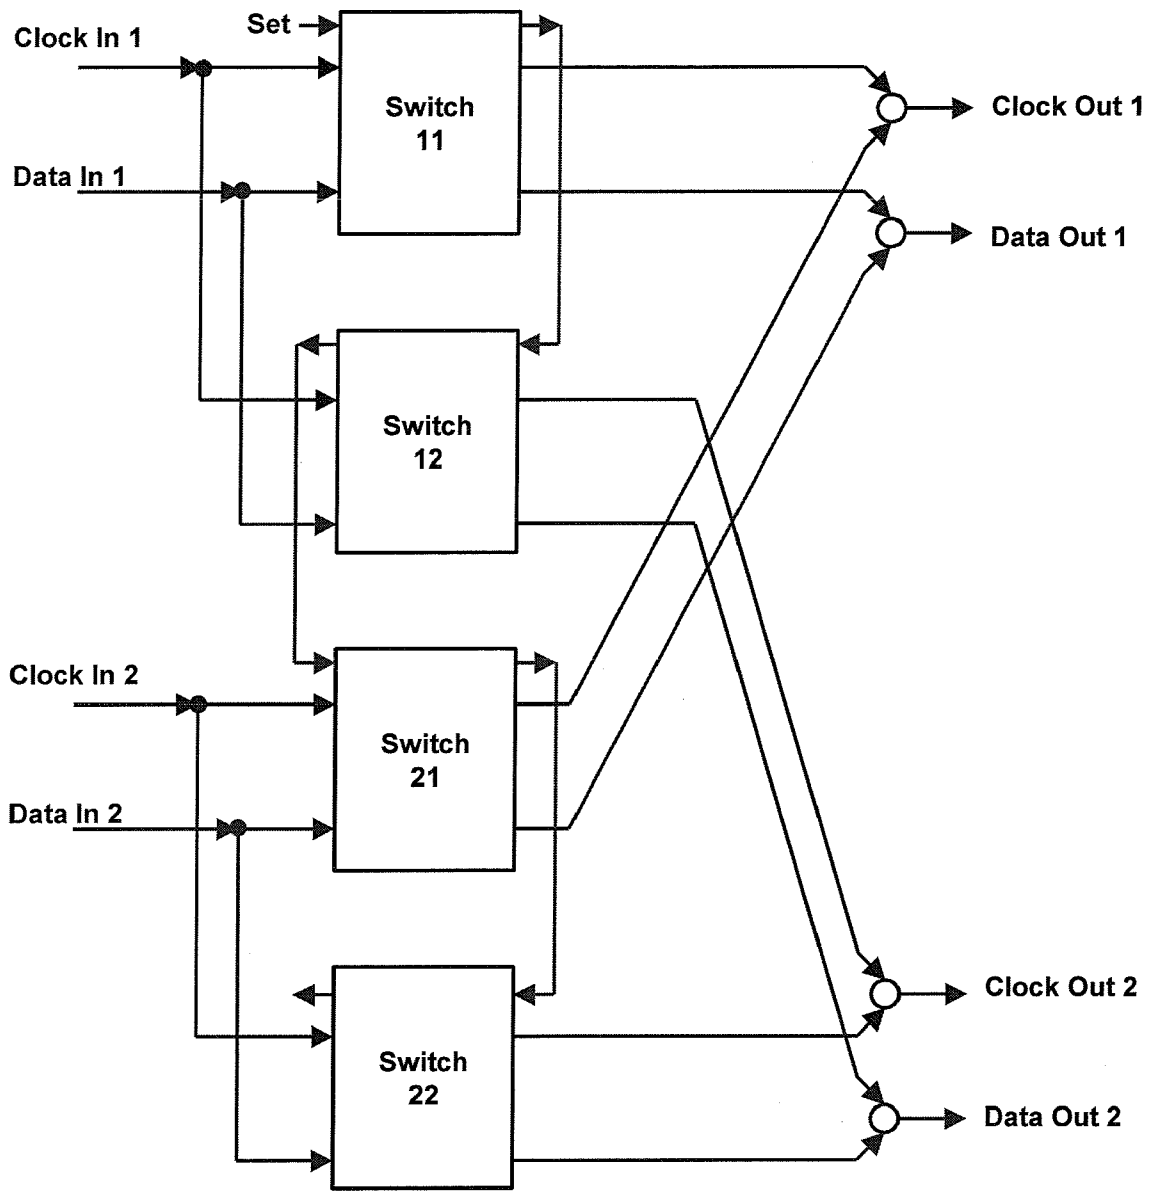 Set
Clock In 1
Switch
11
Clock Out 1
Data In 1
Data Out 1
Switch
12
Clock In 2
Switch
21
Data In 2
Clock Out 2
Switch
22
Data Out 2